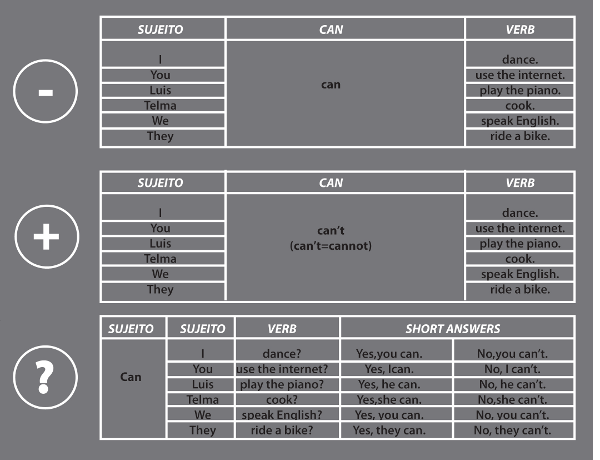 -
SUJEITO CAN VERB
I dance.
You use the internet.
Luis can play the piano.
Telma cook.
We speak English.
They ride a bike.
+
SUJEITO CAN VERB
I dance.
You can't use the internet.
Luis (can't=cannot) play the piano.
Telma cook.
We speak English.
They ride a bike.
?
SUJEITO SUJEITO VERB SHORT ANSWERS
I dance? Yes,you can. No,you can't.
Can You use the internet? Yes, Ican. No, I can't.
Luis play the piano? Yes, he can. No, he can't.
Telma cook? Yes,she can. No,she can't.
We speak English? Yes, you can. No, you can't.
They ride a bike? Yes, they can. No, they can't.